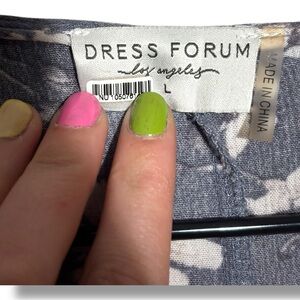 DRESS FORUM
los angeles
L
MADE IN CHINA